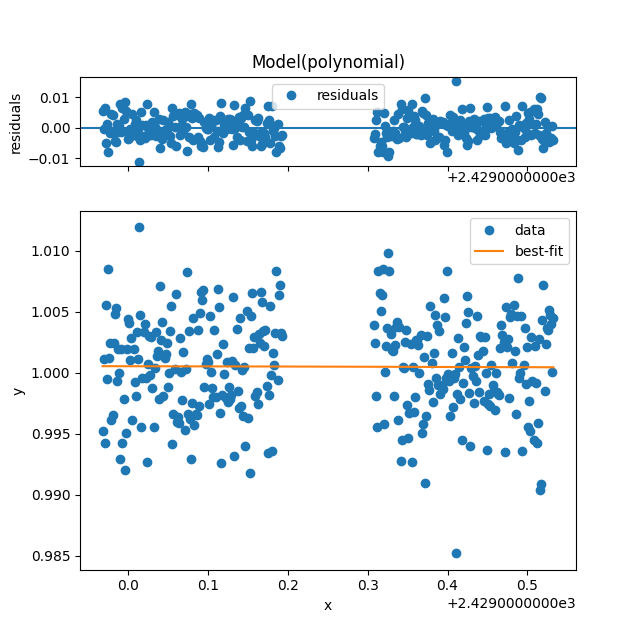 Model(polynomial)
residuals
0.01
0.00
−0.01
residuals
+2.4290000000e3
1.010
1.005
1.000
0.995
0.990
0.985
y
data
best-fit
0.0 0.1 0.2 0.3 0.4 0.5
x
+2.4290000000e3